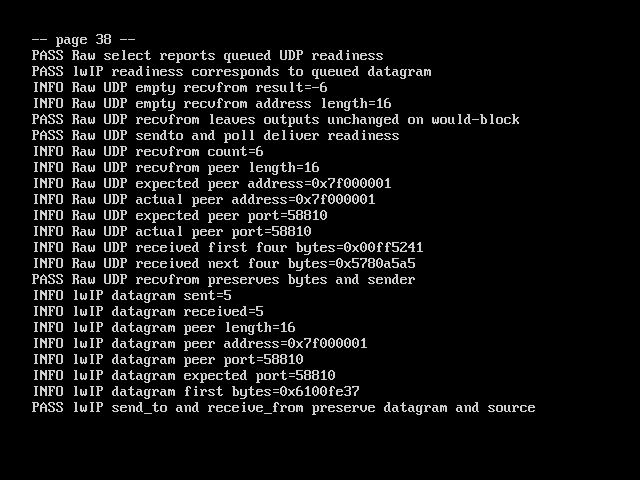 -- page 38 --
PASS Raw select reports queued UDP readiness
PASS lwIP readiness corresponds to queued datagram
INFO Raw UDP empty recvfrom result=-6
INFO Raw UDP empty recvfrom address length=16
PASS Raw UDP recvfrom leaves outputs unchanged on would-block
PASS Raw UDP sendto and poll deliver readiness
INFO Raw UDP recvfrom count=6
INFO Raw UDP recvfrom peer length=16
INFO Raw UDP expected peer address=0x7f000001
INFO Raw UDP actual peer address=0x7f000001
INFO Raw UDP expected peer port=58810
INFO Raw UDP actual peer port=58810
INFO Raw UDP received first four bytes=0x00ff5241
INFO Raw UDP received next four bytes=0x5780a5a5
PASS Raw UDP recvfrom preserves bytes and sender
INFO lwIP datagram sent=5
INFO lwIP datagram received=5
INFO lwIP datagram peer length=16
INFO lwIP datagram peer address=0x7f000001
INFO lwIP datagram peer port=58810
INFO lwIP datagram expected port=58810
INFO lwIP datagram first bytes=0x6100fe37
PASS lwIP send_to and receive_from preserve datagram and source